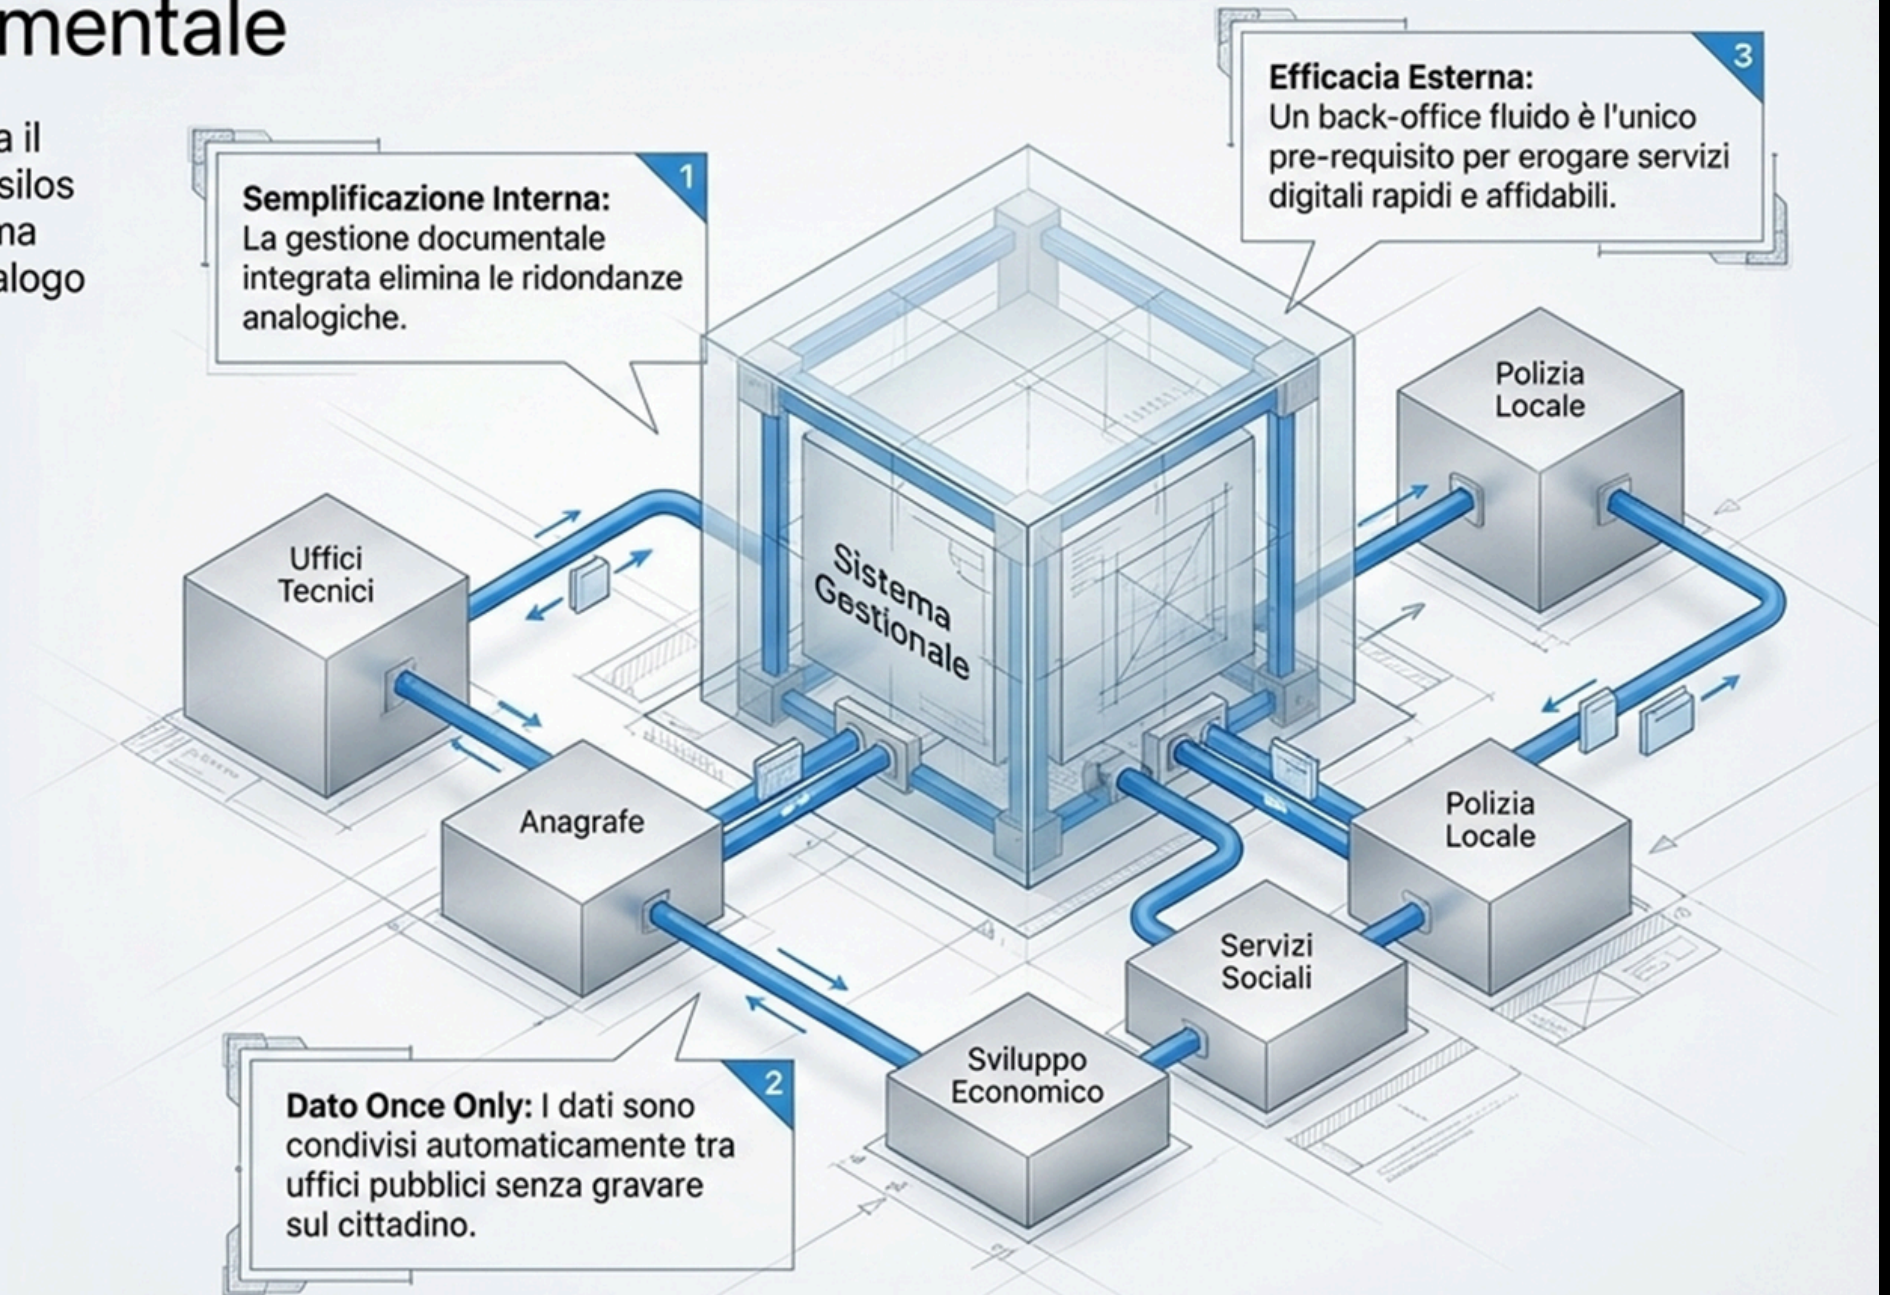 mentale
a il
silos
ma
alogo
1
Semplificazione Interna:
La gestione documentale
integrata elimina le ridondanze
analogiche.
3
Efficacia Esterna:
Un back-office fluido è l'unico
pre-requisito per erogare servizi
digitali rapidi e affidabili.
Polizia
Locale
Uffici
Tecnici
Sistema
Gestionale
Anagrafe
Polizia
Locale
Servizi
Sociali
Sviluppo
Economico
2
Dato Once Only: I dati sono
condivisi automaticamente tra
uffici pubblici senza gravare
sul cittadino.